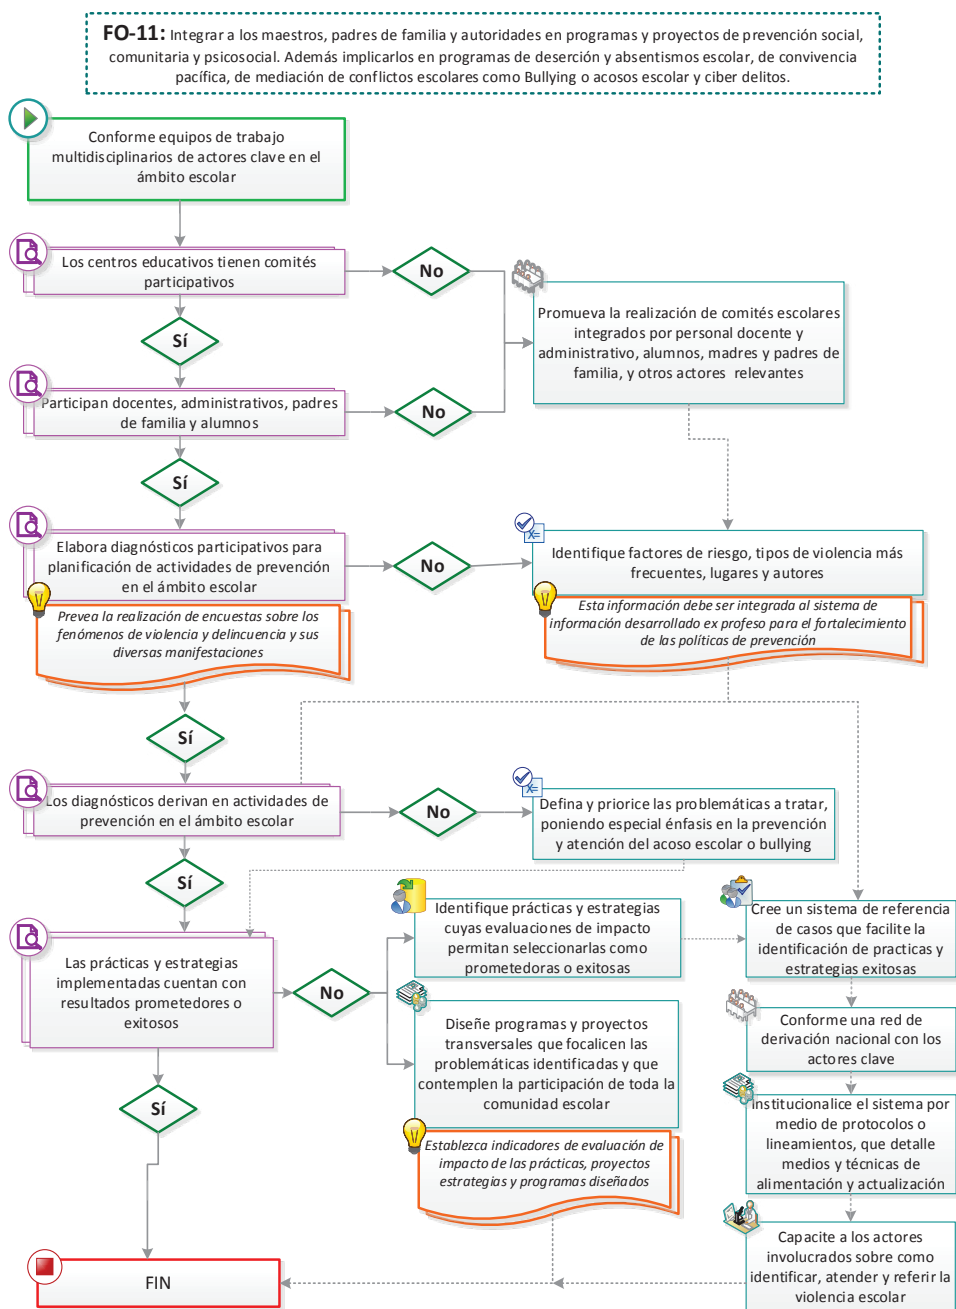 FO-11: Integrar a los maestros, padres de familia y autoridades en programas y proyectos de prevención social,
comunitaria y psicosocial. Además implicarlos en programas de deserción y absentismos escolar, de convivencia
pacífica, de mediación de conflictos escolares como Bullying o acosos escolar y ciber delitos.
Conforme equipos de trabajo
multidisciplinarios de actores clave en el
ámbito escolar
Los centros educativos tienen comités
participativos
No
Promueva la realización de comités escolares
integrados por personal docente y
administrativo, alumnos, madres y padres de
familia, y otros actores relevantes
Sí
Participan docentes, administrativos, padres
de familia y alumnos
No
Sí
Elabora diagnósticos participativos para
planificación de actividades de prevención
en el ámbito escolar
No
Identifique factores de riesgo, tipos de violencia más
frecuentes, lugares y autores
Prevea la realización de encuestas sobre los
fenómenos de violencia y delincuencia y sus
diversas manifestaciones
Esta información debe ser integrada al sistema de
información desarrollado ex profeso para el fortalecimiento
de las políticas de prevención
Sí
Los diagnósticos derivan en actividades de
prevención en el ámbito escolar
No
Defina y priorice las problemáticas a tratar,
poniendo especial énfasis en la prevención
y atención del acoso escolar o bullying
Sí
Las prácticas y estrategias
implementadas cuentan con
resultados prometedores o
exitosos
No
Identifique prácticas y estrategias
cuyas evaluaciones de impacto
permitan seleccionarlas como
prometedoras o exitosas
Cree un sistema de referencia
de casos que facilite la
identificación de practicas y
estrategias exitosas
Diseñe programas y proyectos
transversales que focalicen las
problemáticas identificadas y que
contemplen la participación de toda la
comunidad escolar
Conforme una red de
derivación nacional con los
actores clave
Sí
Institucionalice el sistema por
medio de protocolos o
lineamientos, que detalle
medios y técnicas de
alimentación y actualización
Establezca indicadores de evaluación de
impacto de las prácticas, proyectos
estrategias y programas diseñados
Capacite a los actores
involucrados sobre como
identificar, atender y referir la
violencia escolar
FIN